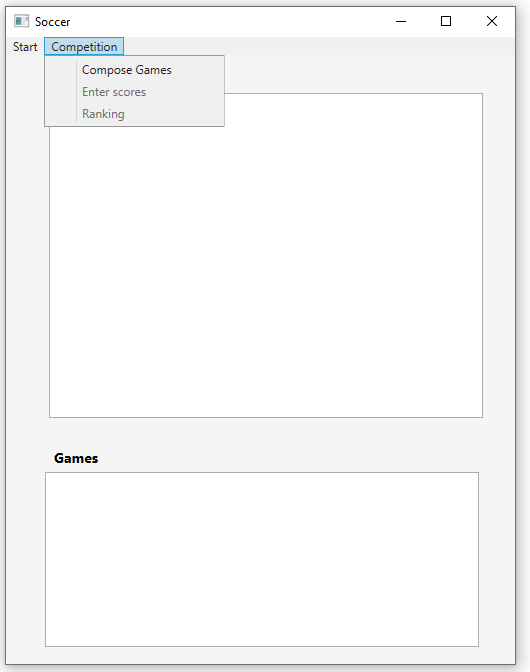 Soccer
Start Competition
Compose Games
Enter scores
Ranking
Games